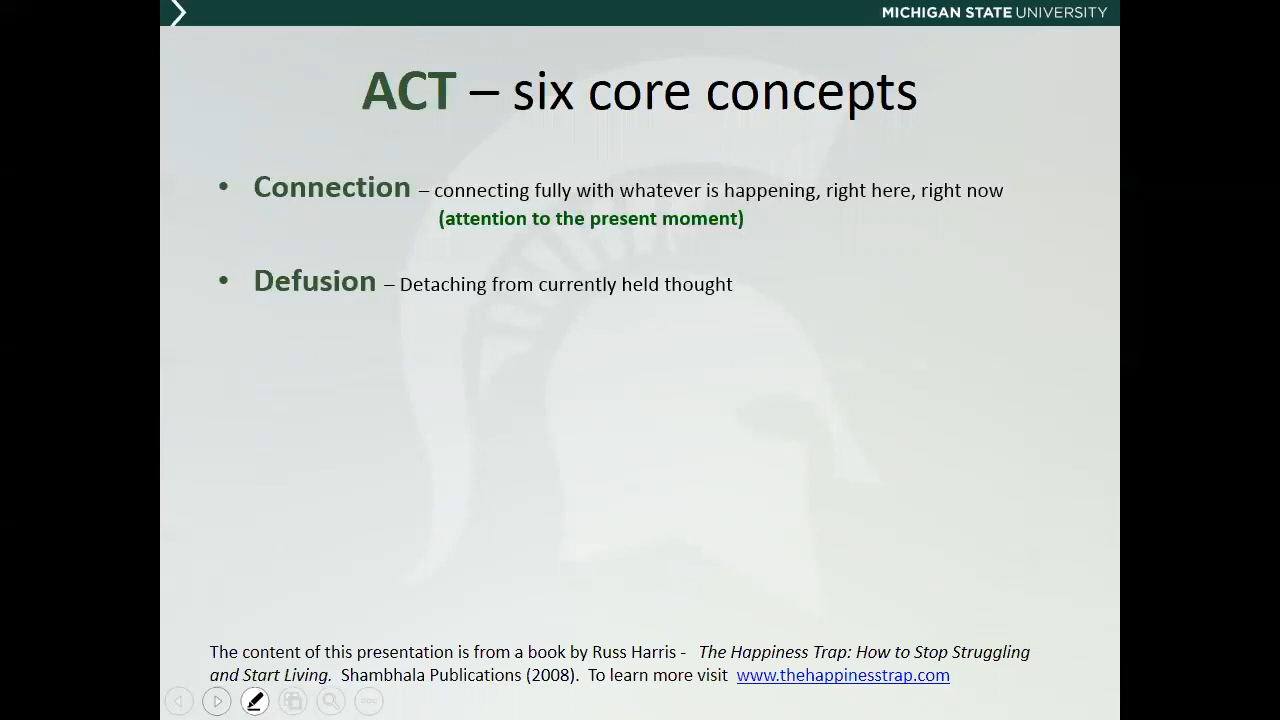 MICHIGAN STATE UNIVERSITY
ACT – six core concepts
• Connection – connecting fully with whatever is happening, right here, right now
(attention to the present moment)
• Defusion – Detaching from currently held thought
The content of this presentation is from a book by Russ Harris - The Happiness Trap: How to Stop Struggling
and Start Living. Shambhala Publications (2008). To learn more visit www.thehappinesstrap.com